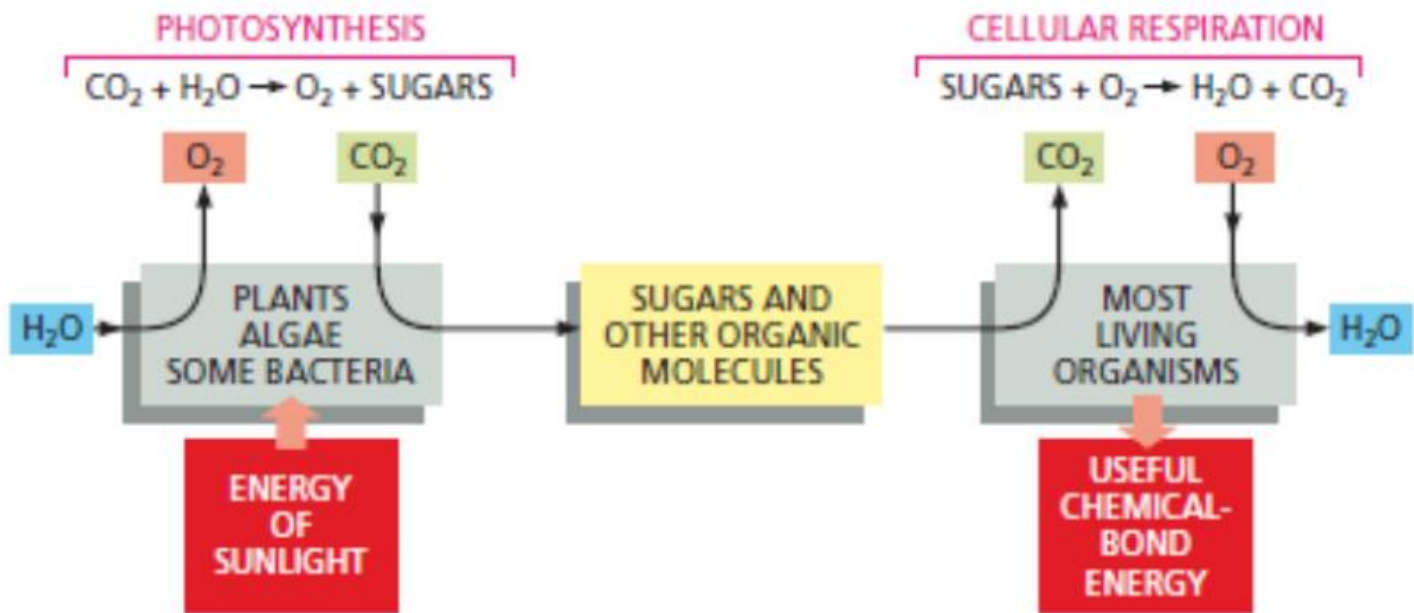 PHOTOSYNTHESIS
CO₂ + H₂O → O₂ + SUGARS
O₂
CO₂
H₂O
PLANTS
ALGAE
SOME BACTERIA
ENERGY
OF
SUNLIGHT
SUGARS AND
OTHER ORGANIC
MOLECULES
CELLULAR RESPIRATION
SUGARS + O₂ → H₂O + CO₂
CO₂
O₂
MOST
LIVING
ORGANISMS
H₂O
USEFUL
CHEMICAL-
BOND
ENERGY